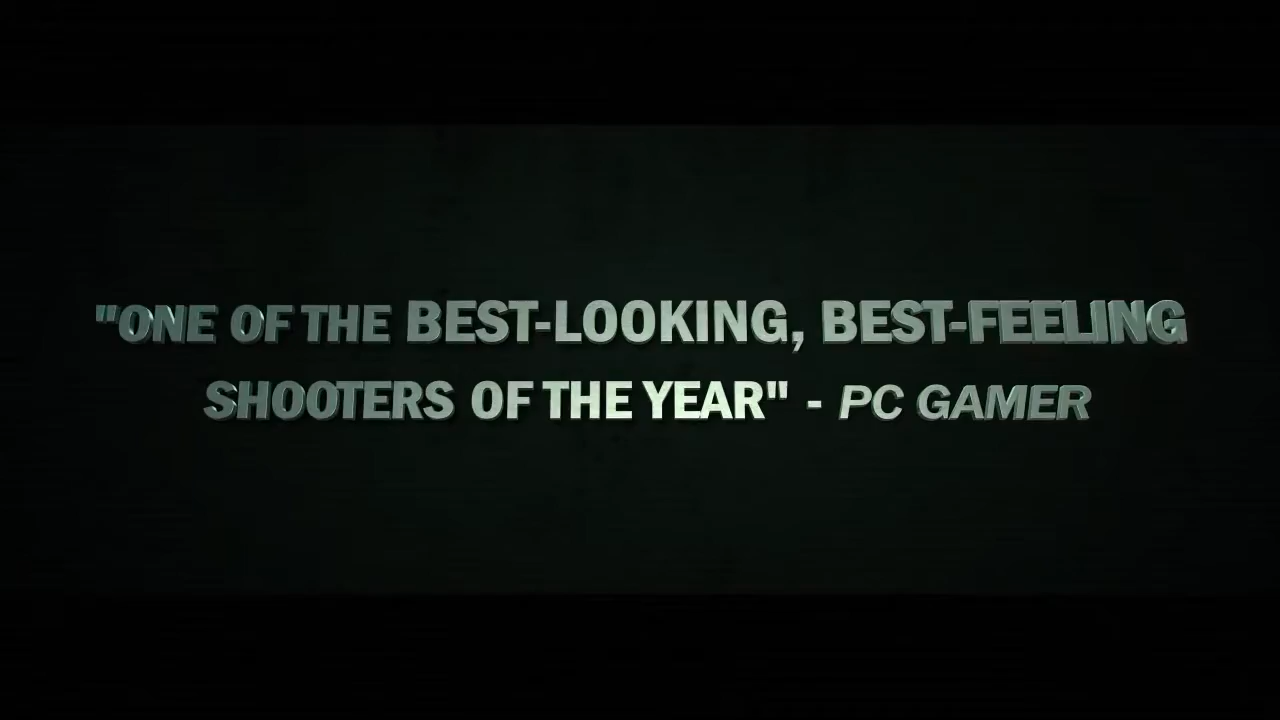 "ONE OF THE BEST-LOOKING, BEST-FEELING
SHOOTERS OF THE YEAR" - PC GAMER